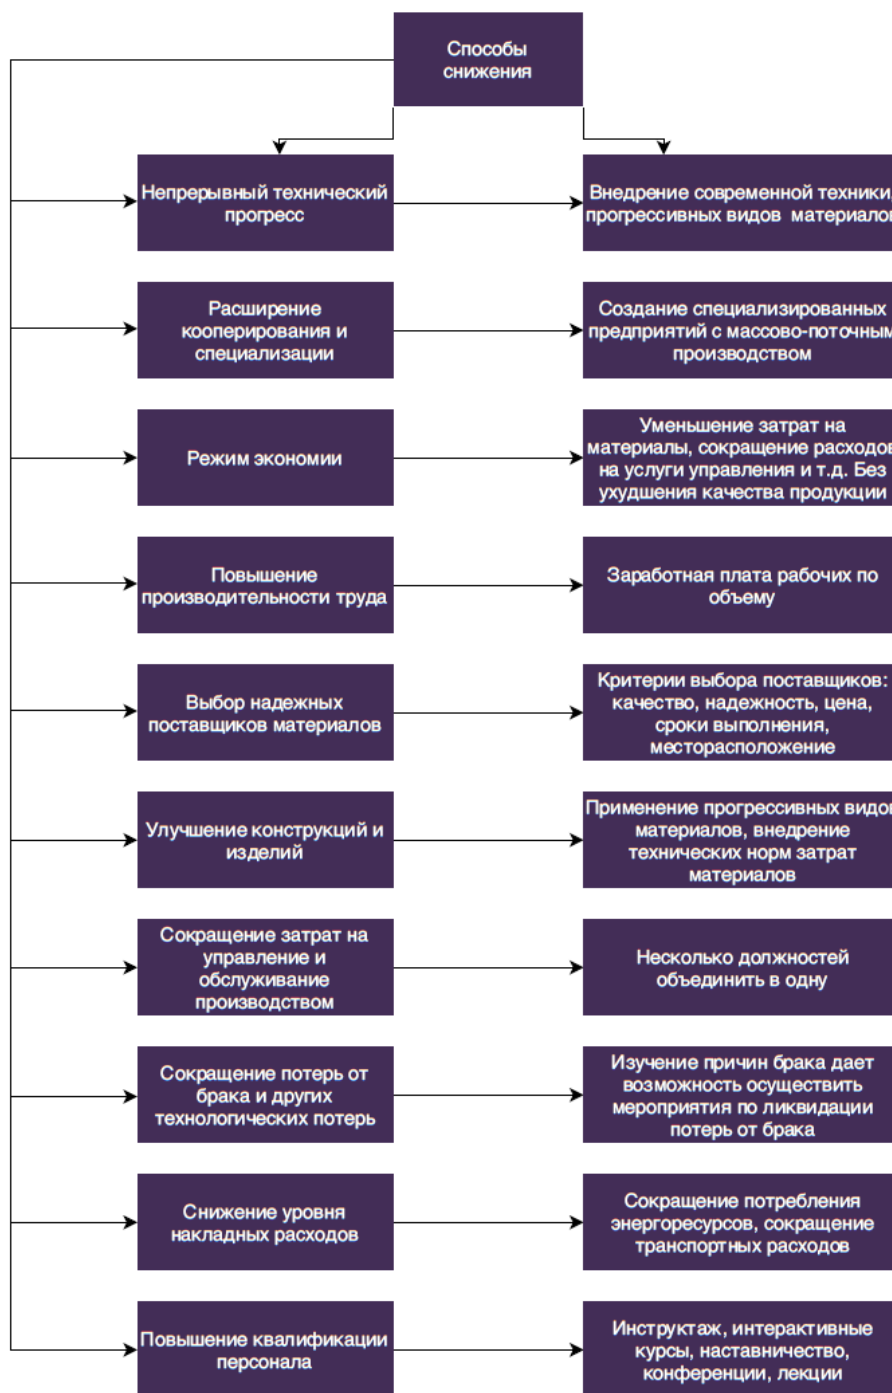 Способы
снижения
Непрерывный технический
прогресс
Внедрение современной техники,
прогрессивных видов материалов
Расширение
кооперирования и
специализации
Создание специализированных
предприятий с массово-поточным
производством
Режим экономии
Уменьшение затрат на
материалы, сокращение расходов
на услуги управления и т.д. Без
ухудшения качества продукции
Повышение
производительности труда
Заработная плата рабочих по
объему
Выбор надежных
поставщиков материалов
Критерии выбора поставщиков:
качество, надежность, цена,
сроки выполнения,
месторасположение
Улучшение конструкций и
изделий
Применение прогрессивных видов
материалов, внедрение
технических норм затрат
материалов
Сокращение затрат на
управление и
обслуживание
производством
Несколько должностей
объединить в одну
Сокращение потерь от
брака и других
технологических потерь
Изучение причин брака дает
возможность осуществить
мероприятия по ликвидации
потерь от брака
Снижение уровня
накладных расходов
Сокращение потребления
энергоресурсов, сокращение
транспортных расходов
Повышение квалификации
персонала
Инструктаж, интерактивные
курсы, наставничество,
конференции, лекции